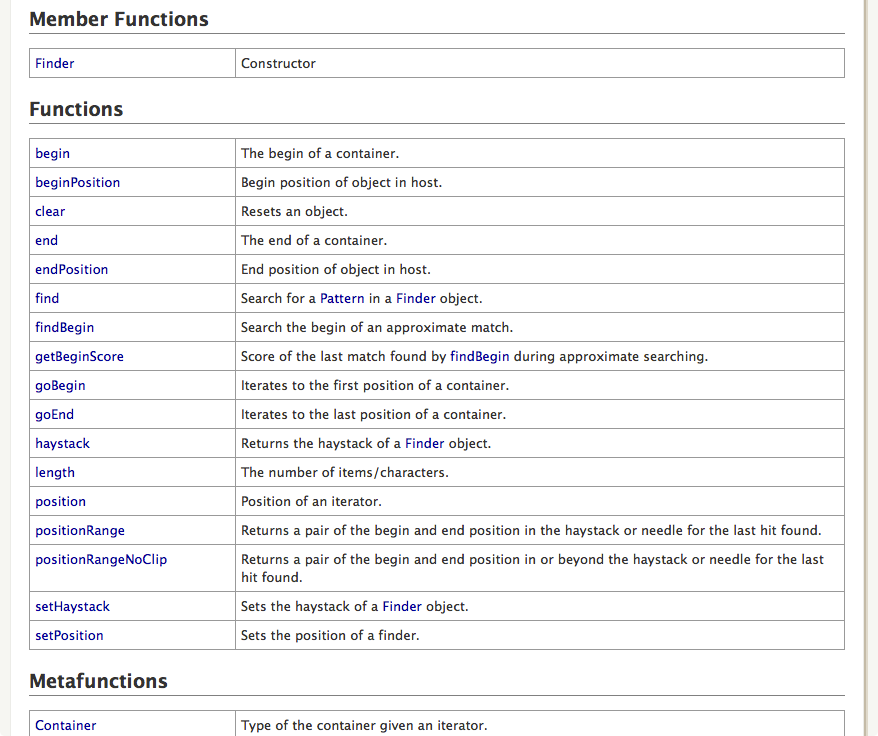 Member Functions
Finder Constructor
Functions
begin The begin of a container.
beginPosition Begin position of object in host.
clear Resets an object.
end The end of a container.
endPosition End position of object in host.
find Search for a Pattern in a Finder object.
findBegin Search the begin of an approximate match.
getBeginScore Score of the last match found by findBegin during approximate searching.
goBegin Iterates to the first position of a container.
goEnd Iterates to the last position of a container.
haystack Returns the haystack of a Finder object.
length The number of items/characters.
position Position of an iterator.
positionRange Returns a pair of the begin and end position in the haystack or needle for the last hit found.
positionRangeNoClip Returns a pair of the begin and end position in or beyond the haystack or needle for the last
hit found.
setHaystack Sets the haystack of a Finder object.
setPosition Sets the position of a finder.
Metafunctions
Container Type of the container given an iterator.